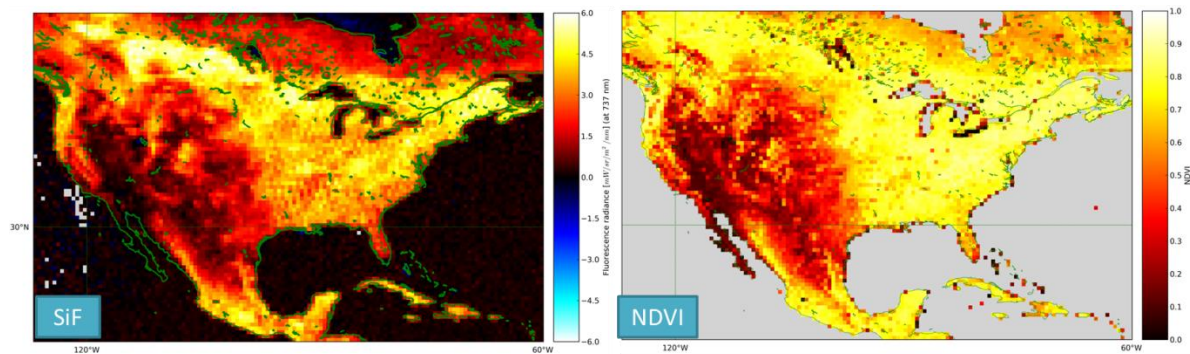 6.0
4.5
3.0
1.5
0.0
−1.5
−3.0
−4.5
−6.0
Fluorescence radiance [mW/sr/m²/nm] (at 737 nm)
30°N
120°W
60°W
SiF
1.0
0.9
0.8
0.7
0.6
0.5
0.4
0.3
0.2
0.1
0.0
NDVI
30°N
120°W
60°W
NDVI